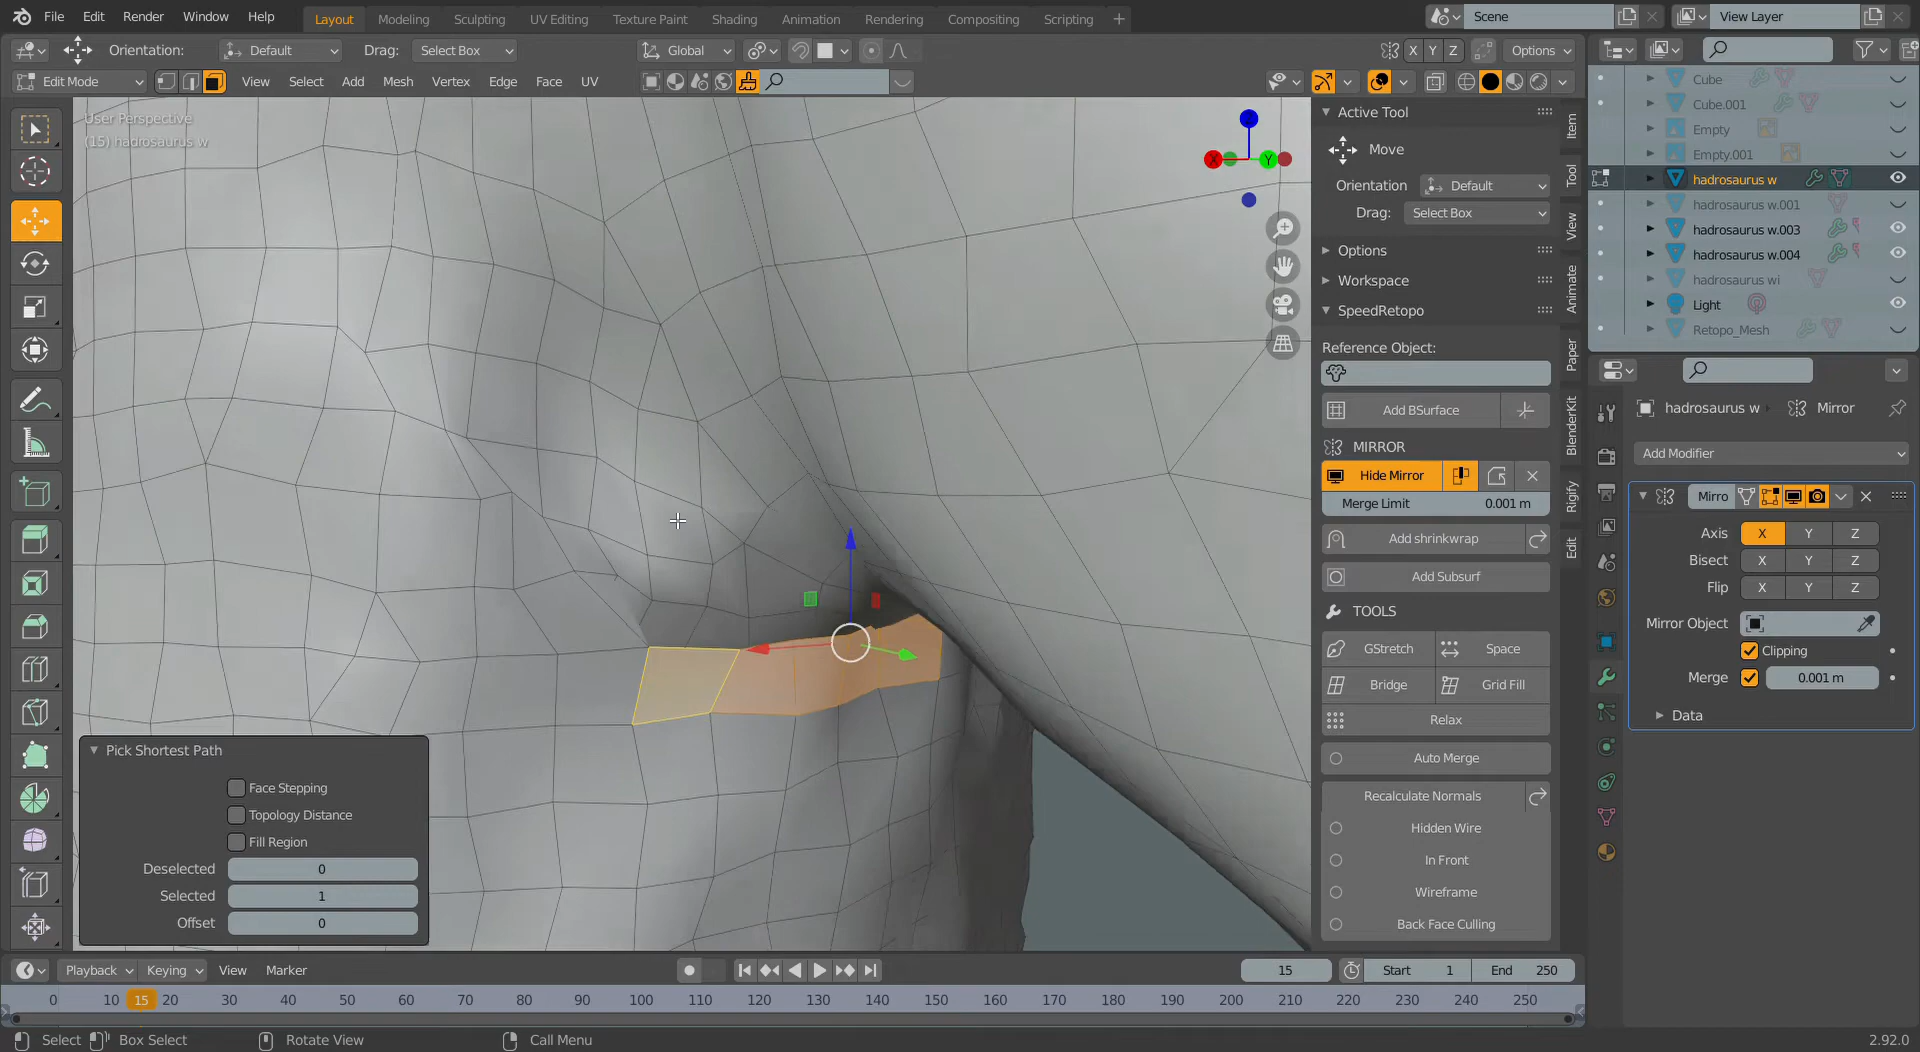 File Edit Render Window Help Layout Modeling Sculpting UV Editing Texture Paint Shading Animation Rendering Compositing Scripting + Scene View Layer
Orientation: Default Drag: Select Box Global X Y Z Options
Edit Mode View Select Add Mesh Vertex Edge Face UV
User Perspective
(15) hadrosaurus w
Z
X
Y
Active Tool
Move
Orientation Default
Drag: Select Box
Options
Workspace
SpeedRetopo
Reference Object:
Add BSurface
MIRROR
Hide Mirror
Merge Limit 0.001 m
Add shrinkwrap
Add Subsurf
TOOLS
GStretch Space
Bridge Grid Fill
Relax
Auto Merge
Recalculate Normals
Hidden Wire
In Front
Wireframe
Back Face Culling
Item
Tool
View
Animate
Paper
BlenderKit
Rigify
Edit
Cube
Cube.001
Empty
Empty.001
hadrosaurus w
hadrosaurus w.001
hadrosaurus w.003
hadrosaurus w.004
hadrosaurus wi
Light
Retopo_Mesh
hadrosaurus w Mirror
Add Modifier
Mirro
Axis X Y Z
Bisect X Y Z
Flip X Y Z
Mirror Object
Clipping
Merge 0.001 m
Data
Pick Shortest Path
Face Stepping
Topology Distance
Fill Region
Deselected 0
Selected 1
Offset 0
Playback Keying View Marker 15 Start 1 End 250
0 10 15 20 30 40 50 60 70 80 90 100 110 120 130 140 150 160 170 180 190 200 210 220 230 240 250
Select Box Select Rotate View Call Menu 2.92.0